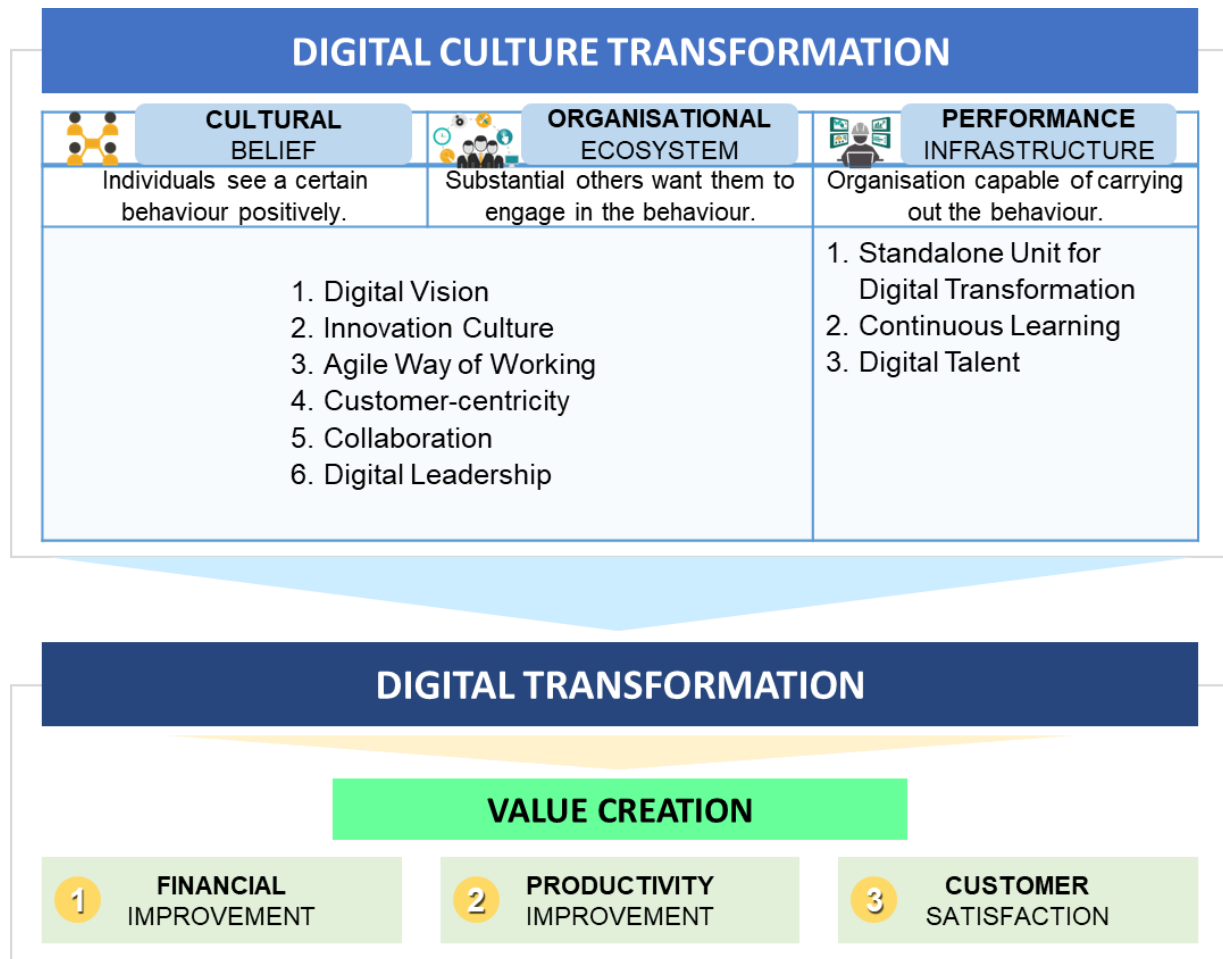 DIGITAL CULTURE TRANSFORMATION
CULTURAL
BELIEF
ORGANISATIONAL
ECOSYSTEM
PERFORMANCE
INFRASTRUCTURE
Individuals see a certain
behaviour positively.
Substantial others want them to
engage in the behaviour.
Organisation capable of carrying
out the behaviour.
1. Digital Vision
2. Innovation Culture
3. Agile Way of Working
4. Customer-centricity
5. Collaboration
6. Digital Leadership
1. Standalone Unit for
Digital Transformation
2. Continuous Learning
3. Digital Talent
DIGITAL TRANSFORMATION
VALUE CREATION
1
FINANCIAL
IMPROVEMENT
2
PRODUCTIVITY
IMPROVEMENT
3
CUSTOMER
SATISFACTION